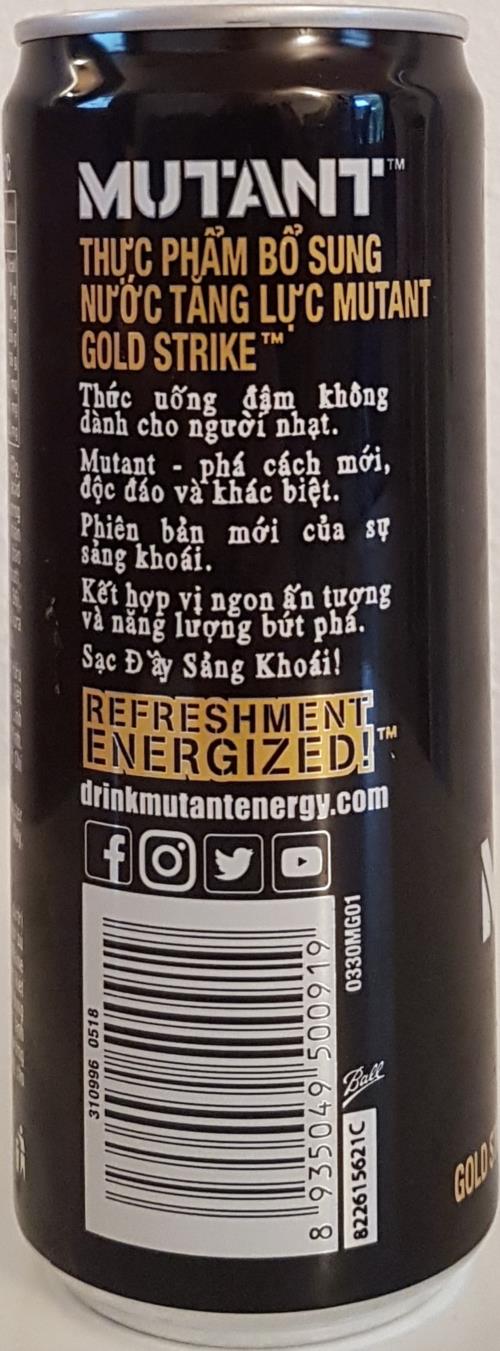 MUTANT™
THỰC PHẨM BỔ SUNG
NƯỚC TĂNG LỰC MUTANT
GOLD STRIKE™
Thức uống đậm không
dành cho người nhạt.
Mutant - phá cách mới,
độc đáo và khác biệt.
Phiên bản mới của sự
sảng khoái.
Kết hợp vị ngon ấn tượng
và năng lượng bứt phá.
Sạc Đầy Sảng Khoái!
REFRESHMENT
ENERGIZED!™
drinkmutantenergy.com
310996 0518
8 935049 500919
0330MG01
Ball
822615621C
GOLD